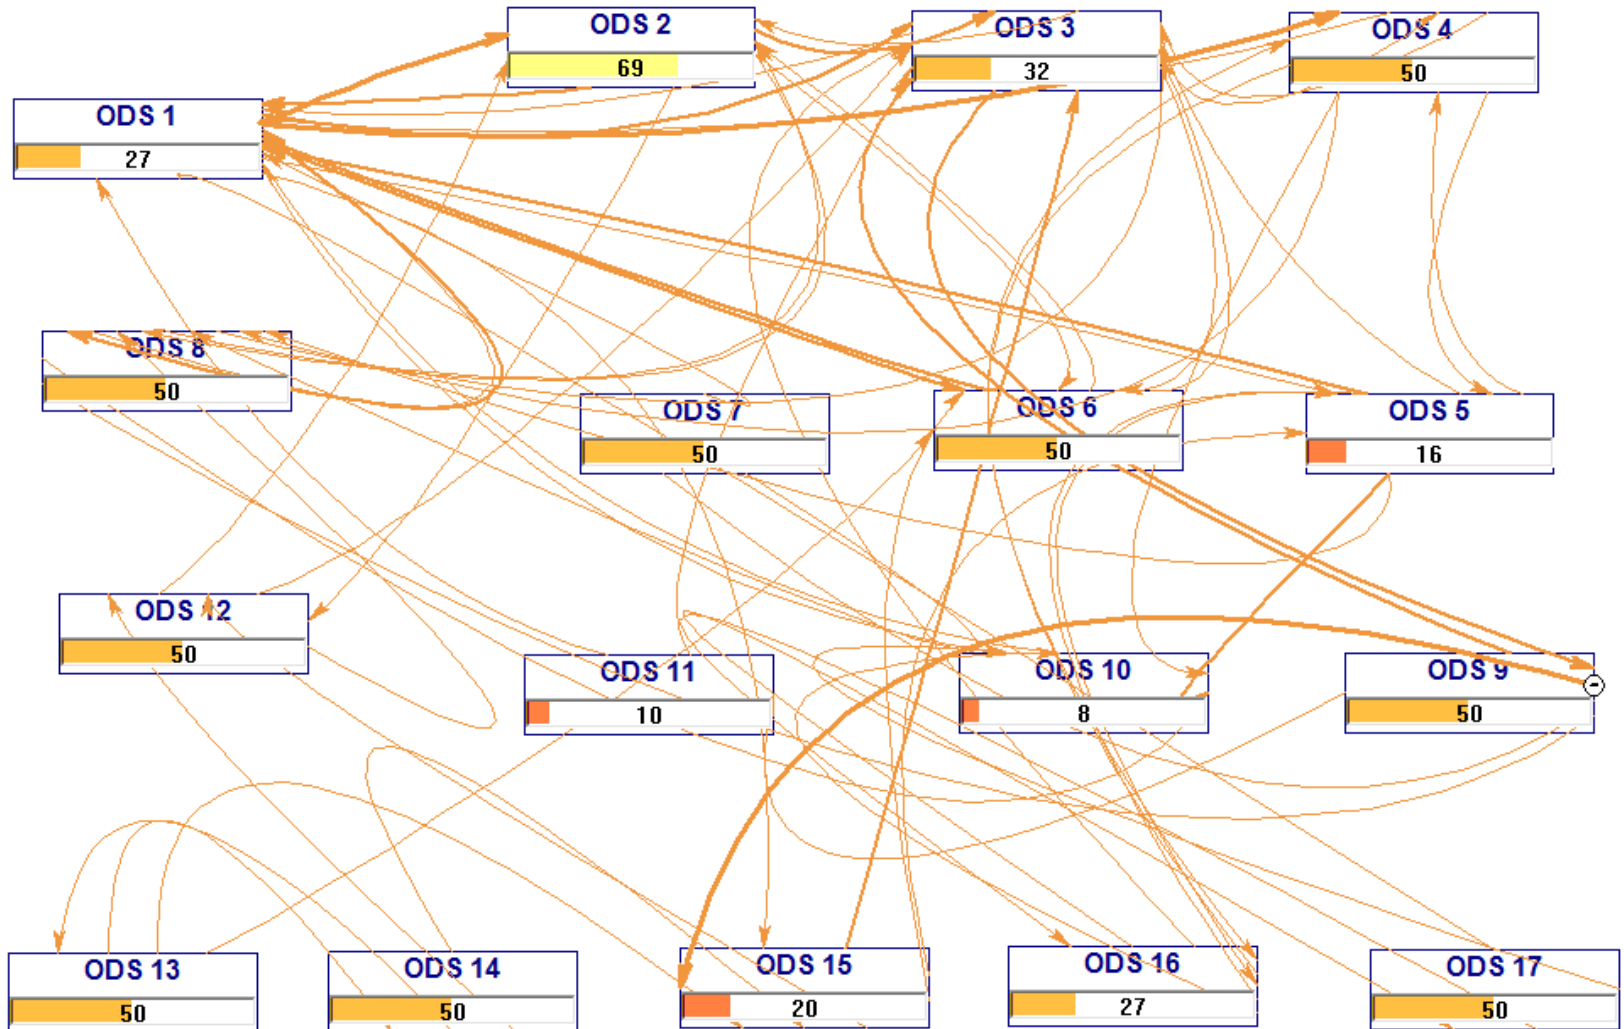 ODS 2
69
ODS 3
32
ODS 4
50
ODS 1
27
ODS 8
50
ODS 7
50
ODS 6
50
ODS 5
16
ODS 12
50
ODS 11
10
ODS 10
8
ODS 9
50
ODS 13
50
ODS 14
50
ODS 15
20
ODS 16
27
ODS 17
50